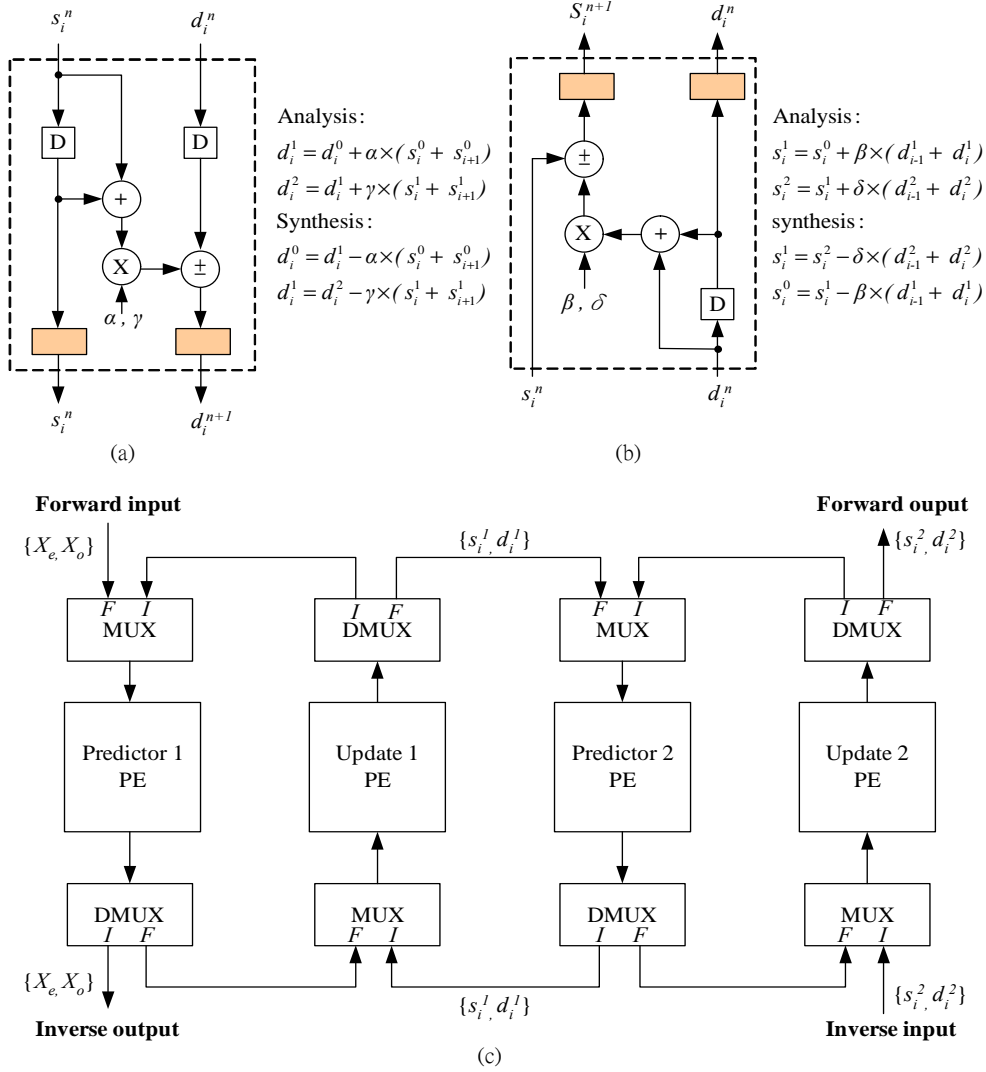 s_i^n d_i^n
D D
+
X ±
α , γ
s_i^n d_i^{n+1}
(a)
Analysis:
d_i^1 = d_i^0 + α×( s_i^0 + s_{i+1}^0)
d_i^2 = d_i^1 + γ×( s_i^1 + s_{i+1}^1)
Synthesis:
d_i^0 = d_i^1 − α×( s_i^0 + s_{i+1}^0)
d_i^1 = d_i^2 − γ×( s_i^1 + s_{i+1}^1)
S_i^{n+1} d_i^n
±
X +
β , δ D
s_i^n d_i^n
(b)
Analysis:
s_i^1 = s_i^0 + β×( d_{i-1}^1 + d_i^1)
s_i^2 = s_i^1 + δ×( d_{i-1}^2 + d_i^2)
synthesis:
s_i^1 = s_i^2 − δ×( d_{i-1}^2 + d_i^2)
s_i^0 = s_i^1 − β×( d_{i-1}^1 + d_i^1)
Forward input Forward ouput
{X_e, X_o} {s_i^1, d_i^1} {s_i^2, d_i^2}
F I I F F I I F
MUX DMUX MUX DMUX
Predictor 1 Update 1 Predictor 2 Update 2
PE PE PE PE
DMUX MUX DMUX MUX
I F F I I F F I
{X_e, X_o} {s_i^1, d_i^1} {s_i^2, d_i^2}
Inverse output Inverse input
(c)